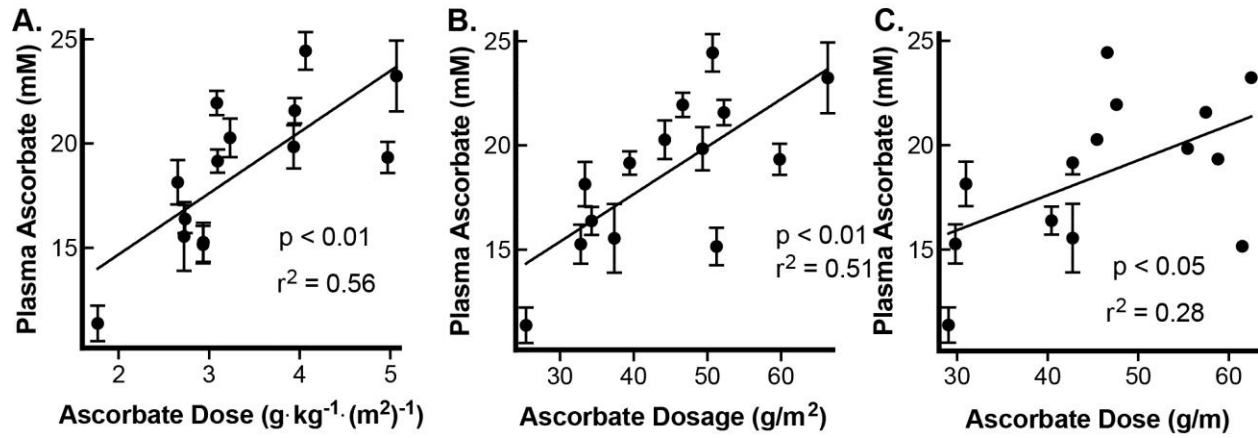 A.
Plasma Ascorbate (mM)
25
20
15
p < 0.01
r² = 0.56
2 3 4 5
Ascorbate Dose (g·kg⁻¹·(m²)⁻¹)
B.
Plasma Ascorbate (mM)
25
20
15
p < 0.01
r² = 0.51
30 40 50 60
Ascorbate Dosage (g/m²)
C.
Plasma Ascorbate (mM)
25
20
15
p < 0.05
r² = 0.28
30 40 50 60
Ascorbate Dose (g/m)